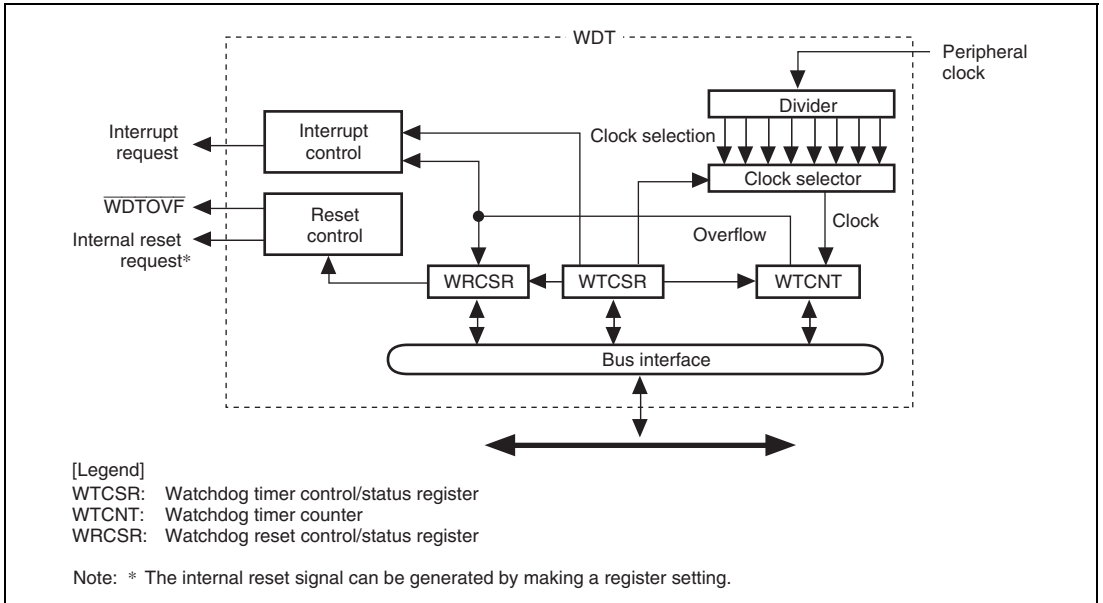 WDT
Peripheral
clock
Divider
Interrupt
request
Interrupt
control
Clock selection
Clock selector
WDTOVF
Internal reset
request*
Reset
control
Overflow
Clock
WRCSR
WTCSR
WTCNT
Bus interface
[Legend]
WTCSR: Watchdog timer control/status register
WTCNT: Watchdog timer counter
WRCSR: Watchdog reset control/status register
Note: * The internal reset signal can be generated by making a register setting.